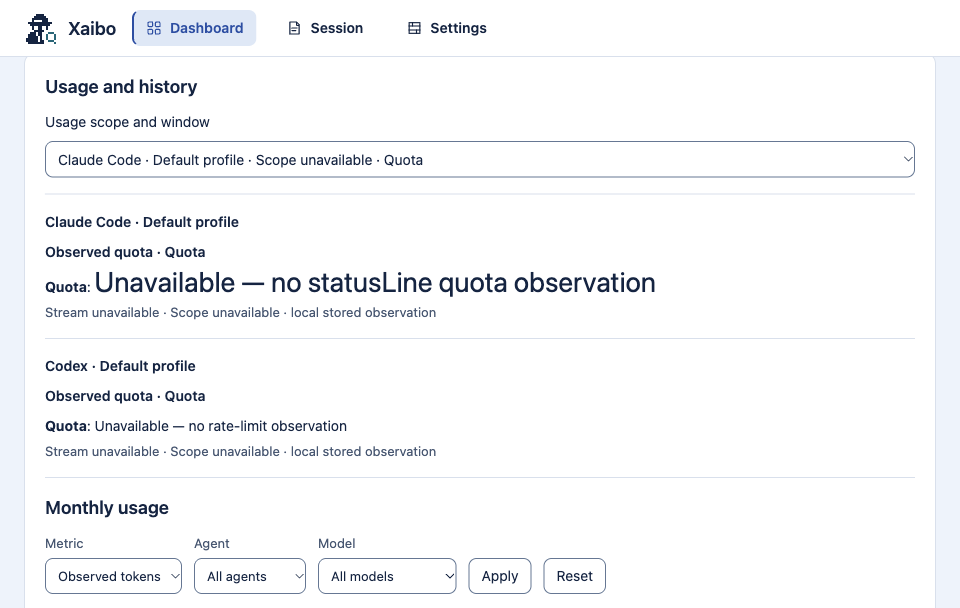 Xaibo Dashboard Session Settings
Usage and history
Usage scope and window
Claude Code · Default profile · Scope unavailable · Quota
Claude Code · Default profile
Observed quota · Quota
Quota: Unavailable — no statusLine quota observation
Stream unavailable · Scope unavailable · local stored observation
Codex · Default profile
Observed quota · Quota
Quota: Unavailable — no rate-limit observation
Stream unavailable · Scope unavailable · local stored observation
Monthly usage
Metric Agent Model
Observed tokens All agents All models Apply Reset